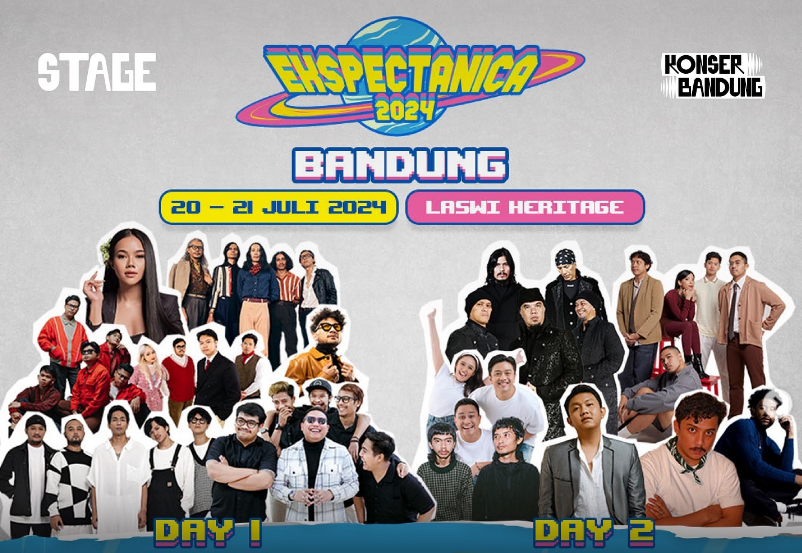 STAGE
EKSPECTANICA
2024
KONSER
BANDUNG
BANDUNG
20 - 21 JULI 2024
LASWI HERITAGE
DAY 1
DAY 2